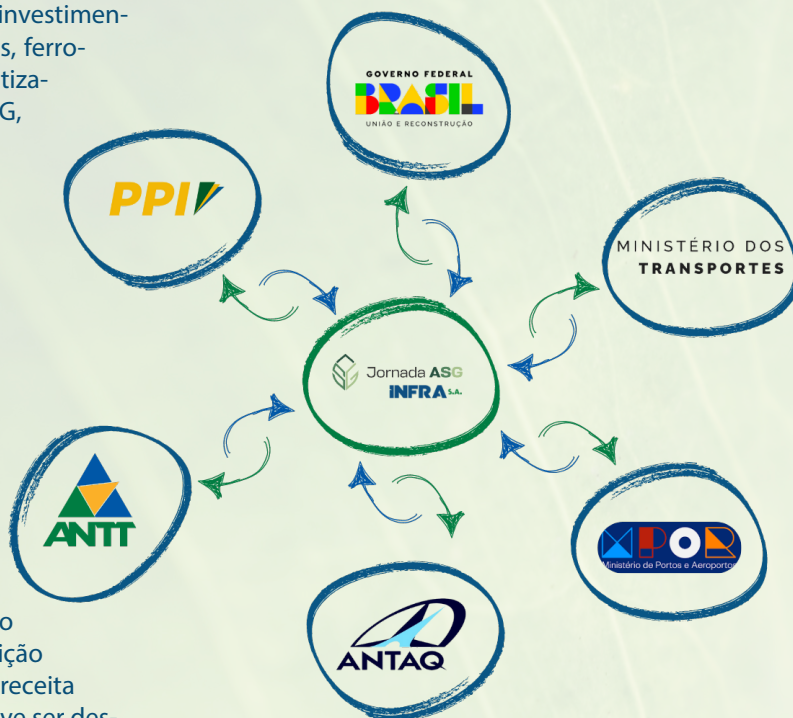 investimen-
s, ferro-
tiza-
G,
GOVERNO FEDERAL
BRASIL
UNIÃO E RECONSTRUÇÃO
PPI
MINISTÉRIO DOS
TRANSPORTES
Jornada ASG
INFRA S.A.
ANTT
MPOR
Ministério de Portos e Aeroportos
ANTAQ
o
ição
receita
ve ser des-